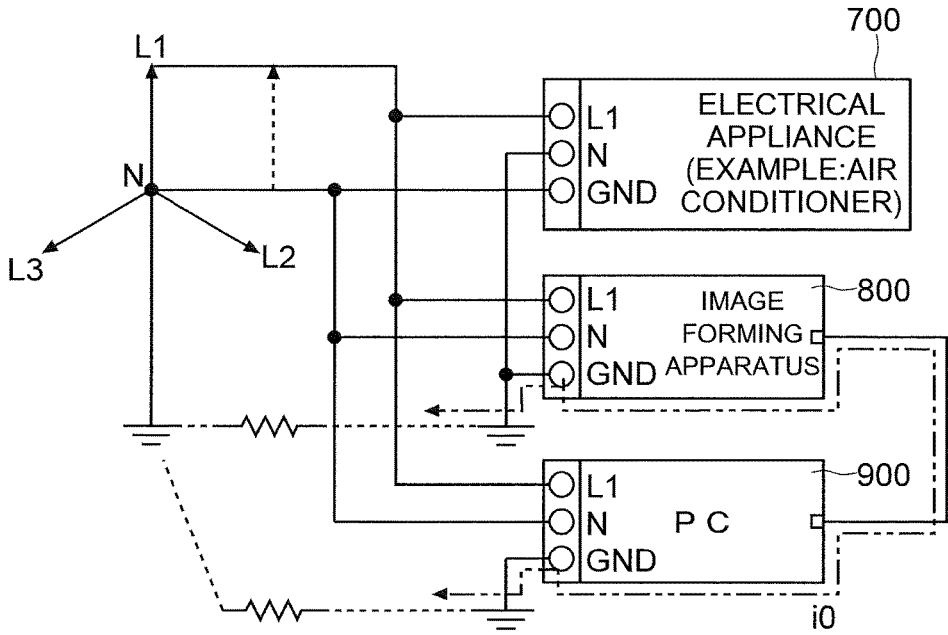 700
L1
ELECTRICAL
L1
APPLIANCE
N
(EXAMPLE:AIR
N
GND
CONDITIONER)
L3
L2
L1
IMAGE
800
N
FORMING
GND
APPARATUS
L1
900
N
P C
GND
i0